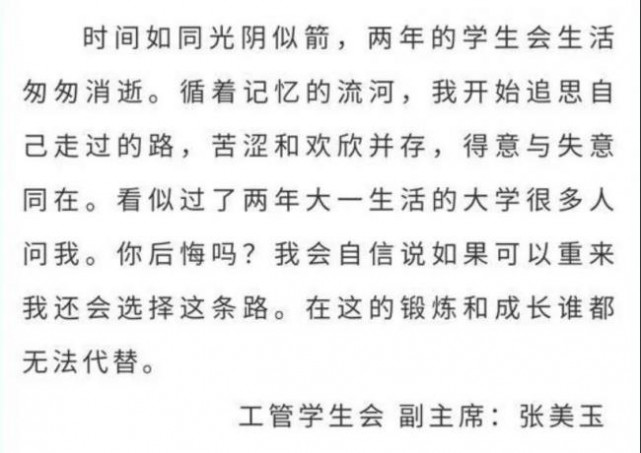 时间如同光阴似箭，两年的学生会生活
匆匆消逝。循着记忆的流河，我开始追思自
己走过的路，苦涩和欢欣并存，得意与失意
同在。看似过了两年大一生活的大学很多人
问我。你后悔吗？我会自信说如果可以重来
我还会选择这条路。在这的锻炼和成长谁都
无法代替。
工管学生会 副主席：张美玉